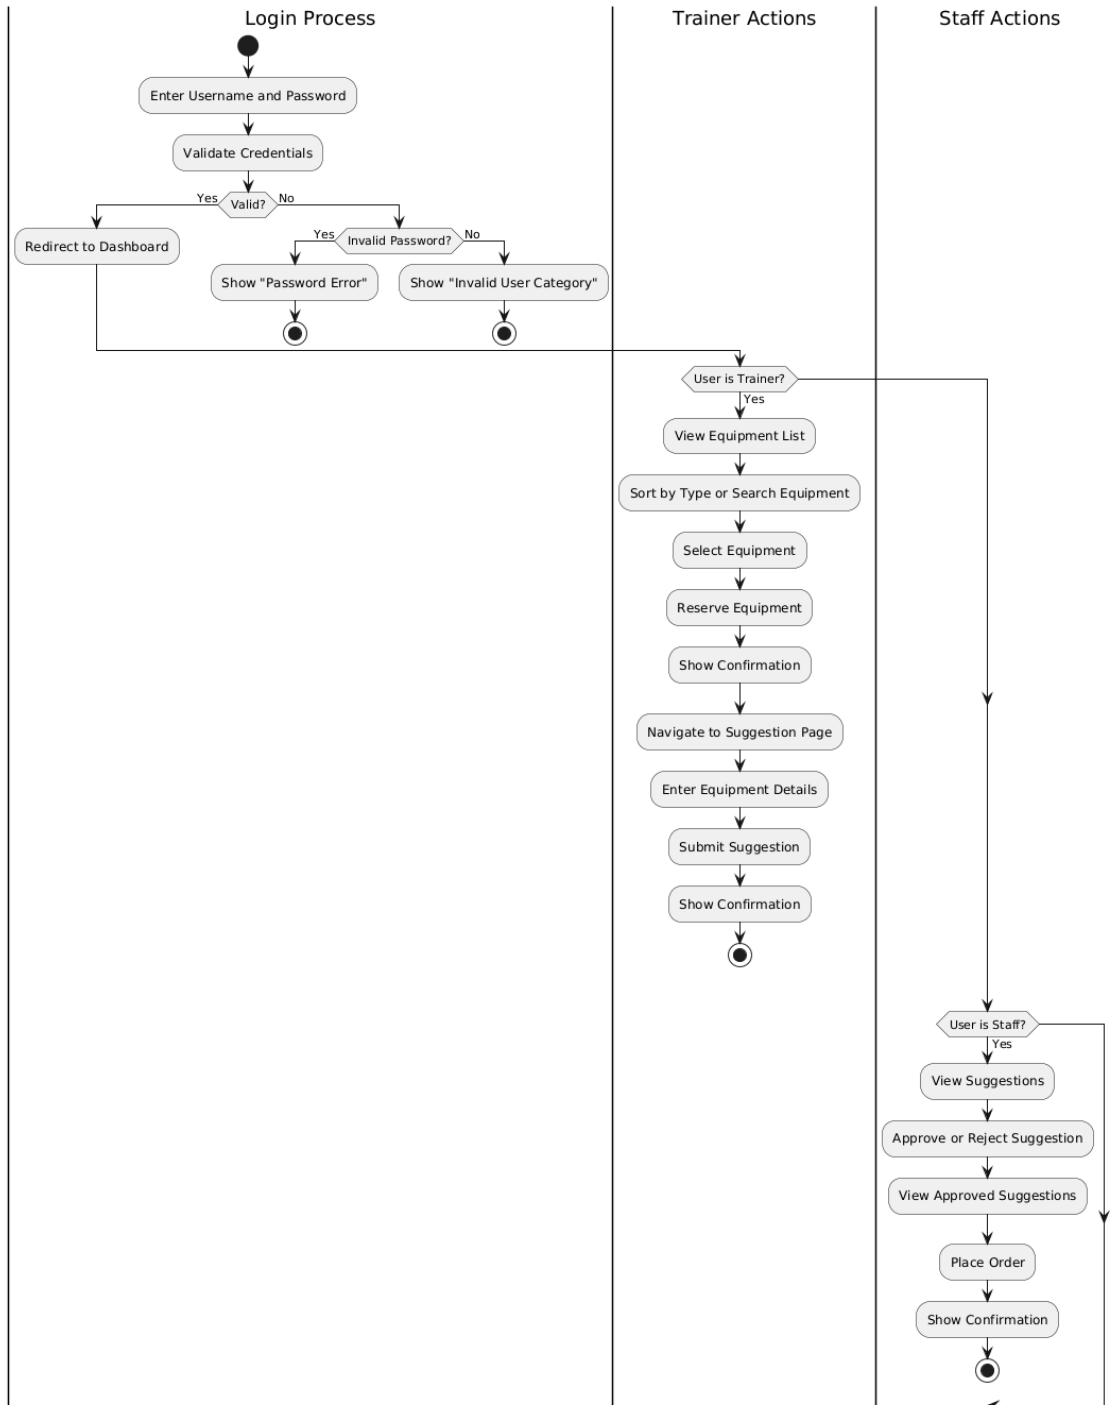 Login Process
Trainer Actions
Staff Actions
Enter Username and Password
Validate Credentials
Yes
Valid?
No
Redirect to Dashboard
Yes
Invalid Password?
No
Show "Password Error"
Show "Invalid User Category"
User is Trainer?
Yes
View Equipment List
Sort by Type or Search Equipment
Select Equipment
Reserve Equipment
Show Confirmation
Navigate to Suggestion Page
Enter Equipment Details
Submit Suggestion
Show Confirmation
User is Staff?
Yes
View Suggestions
Approve or Reject Suggestion
View Approved Suggestions
Place Order
Show Confirmation